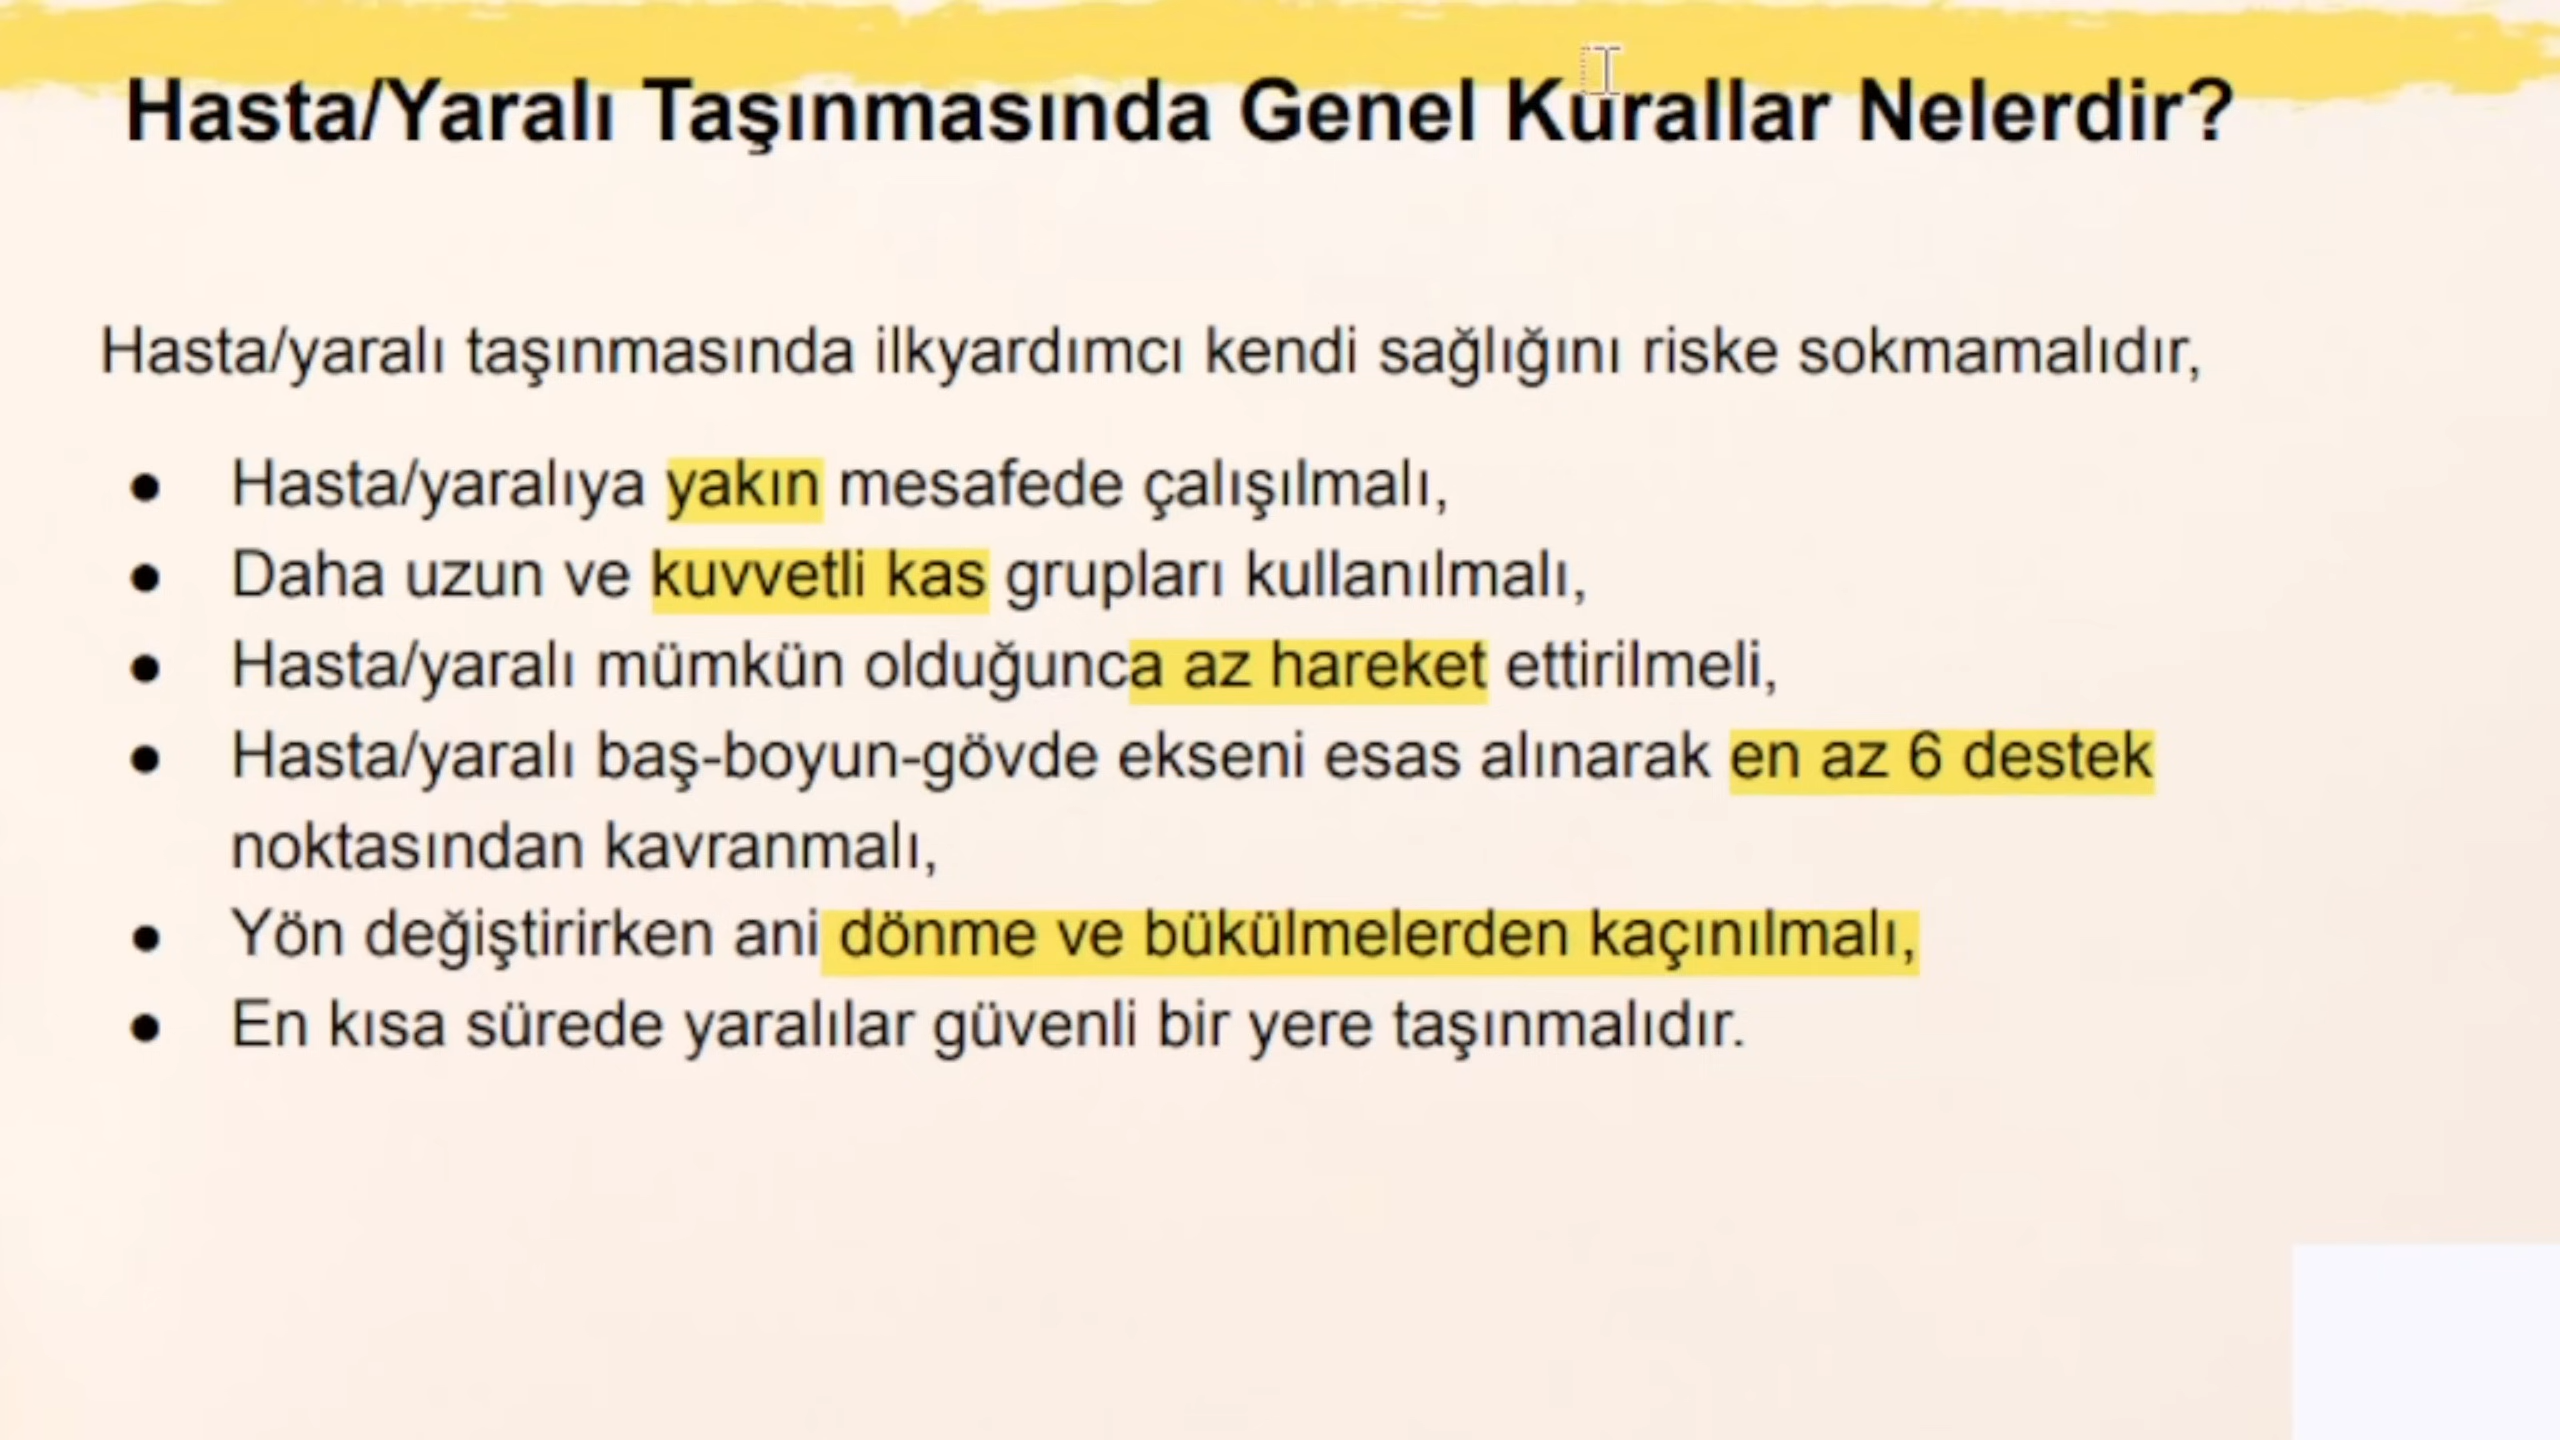 Hasta/Yaralı Taşınmasında Genel Kurallar Nelerdir?
Hasta/yaralı taşınmasında ilkyardımcı kendi sağlığını riske sokmamalıdır,
● Hasta/yaralıya yakın mesafede çalışılmalı,
● Daha uzun ve kuvvetli kas grupları kullanılmalı,
● Hasta/yaralı mümkün olduğunca az hareket ettirilmeli,
● Hasta/yaralı baş-boyun-gövde ekseni esas alınarak en az 6 destek
noktasından kavranmalı,
● Yön değiştirirken ani dönme ve bükülmelerden kaçınılmalı,
● En kısa sürede yaralılar güvenli bir yere taşınmalıdır.